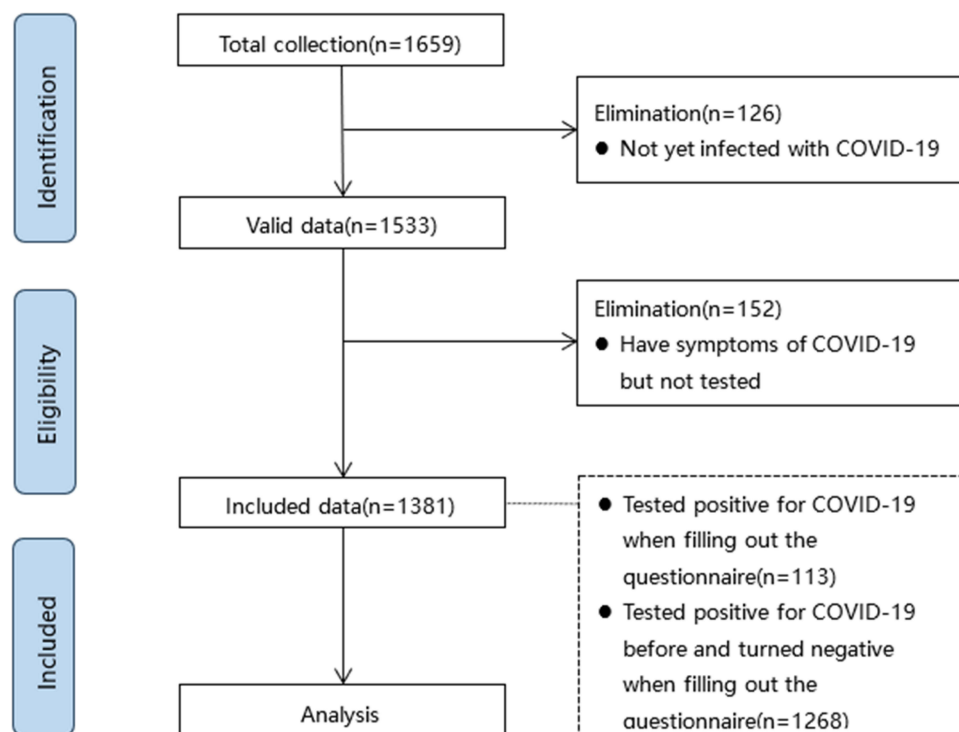 Identification
Total collection(n=1659)
Elimination(n=126)
● Not yet infected with COVID-19
Valid data(n=1533)
Eligibility
Elimination(n=152)
● Have symptoms of COVID-19
but not tested
Included data(n=1381)
● Tested positive for COVID-19
when filling out the
questionnaire(n=113)
● Tested positive for COVID-19
before and turned negative
when filling out the
questionnaire(n=1268)
Included
Analysis